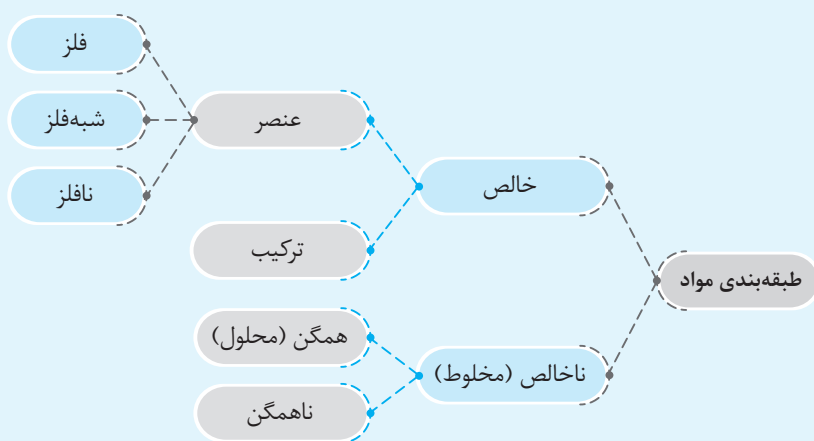 طبقه‌بندی مواد
خالص
عنصر
فلز
شبه‌فلز
نافلز
ترکیب
ناخالص (مخلوط)
همگن (محلول)
ناهمگن